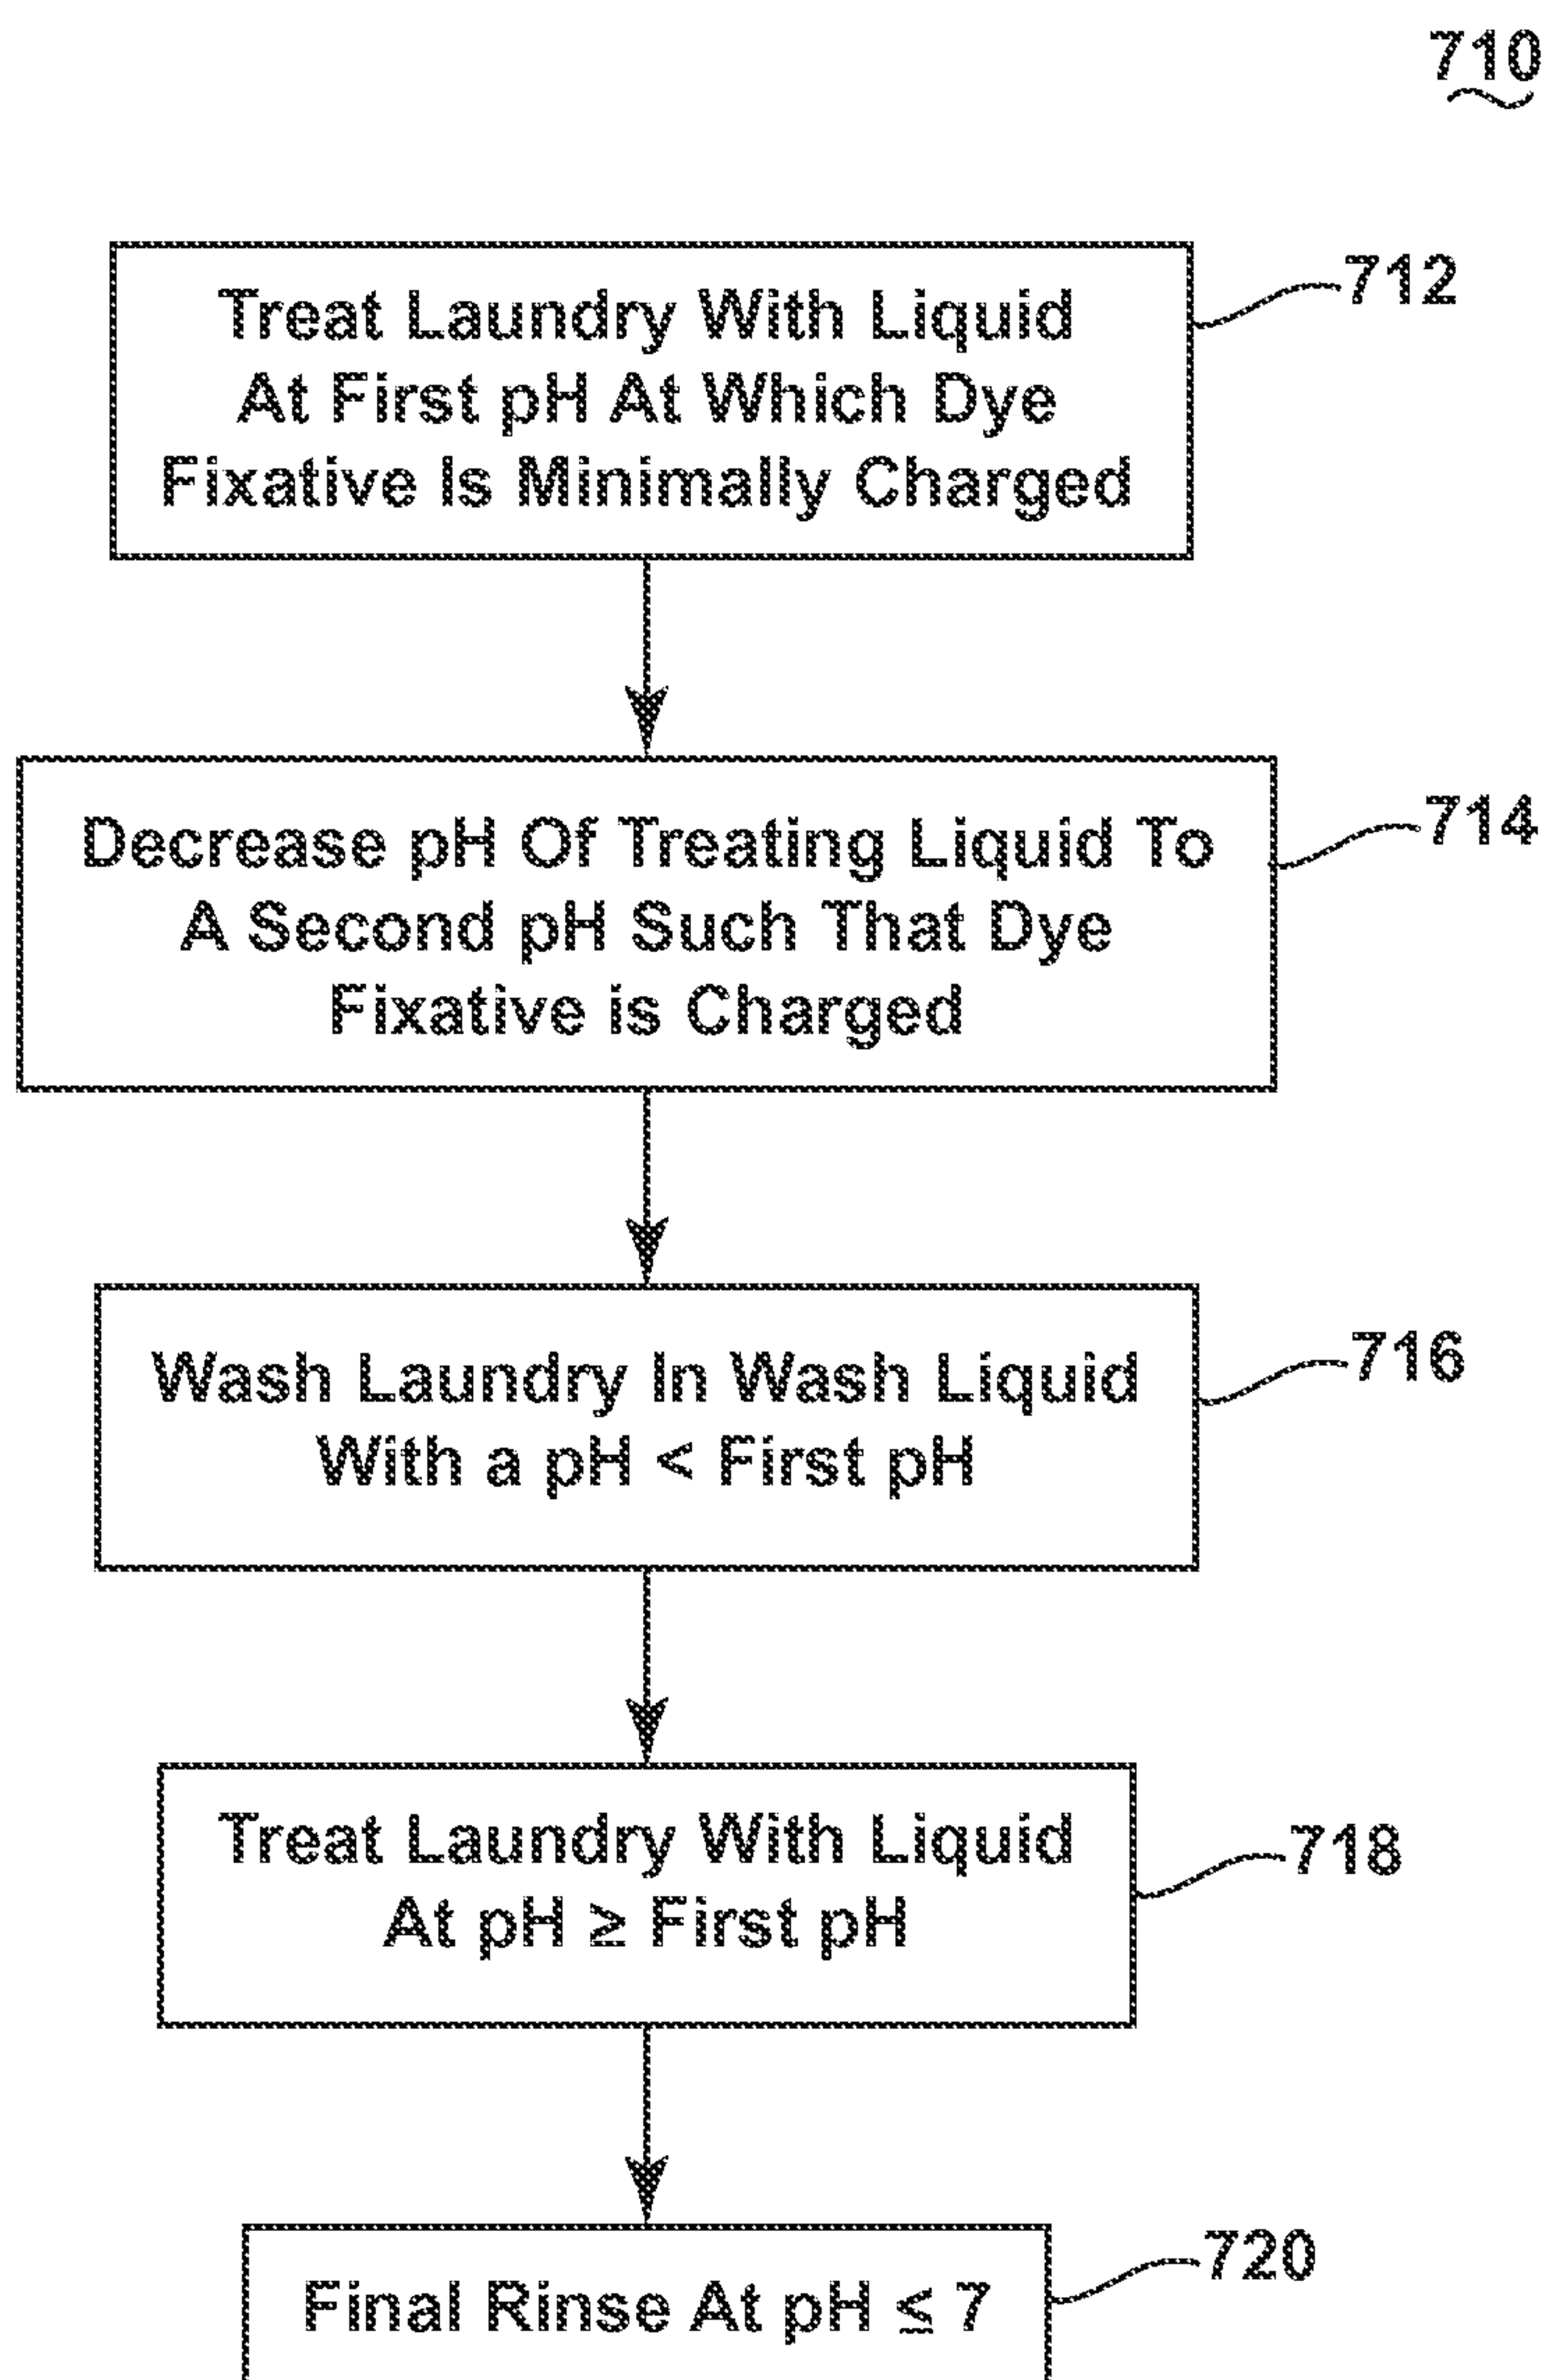 710
Treat Laundry With Liquid
At First pH At Which Dye
Fixative Is Minimally Charged
712
Decrease pH Of Treating Liquid To
A Second pH Such That Dye
Fixative is Charged
714
Wash Laundry In Wash Liquid
With a pH < First pH
716
Treat Laundry With Liquid
At pH ≥ First pH
718
Final Rinse At pH ≤ 7
720